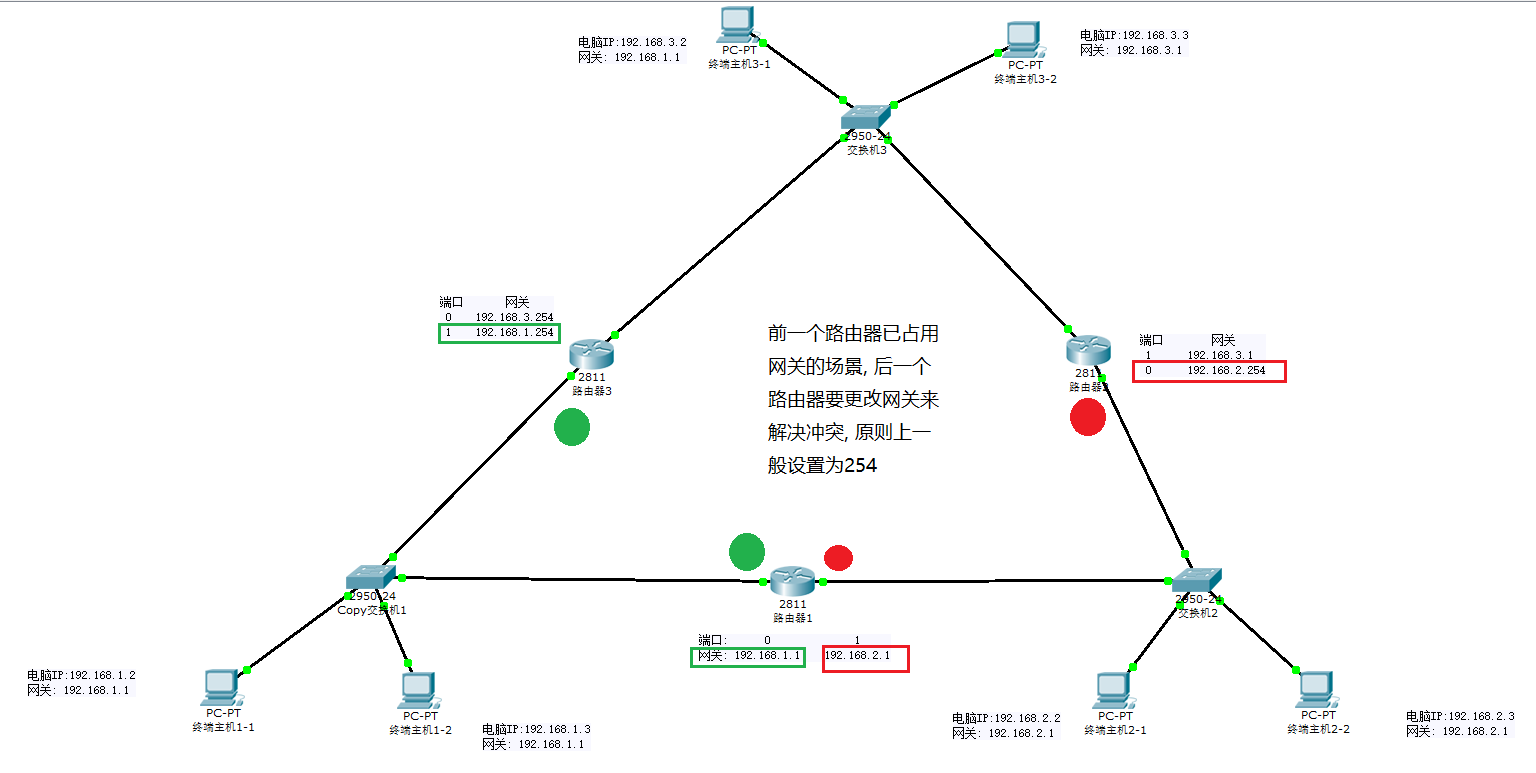 电脑IP:192.168.3.2
网关: 192.168.1.1
PC-PT
终端主机3-1
PC-PT
终端主机3-2
电脑IP:192.168.3.3
网关: 192.168.3.1
2950-24
交换机3
端口 网关
0 192.168.3.254
1 192.168.1.254
2811
路由器3
前一个路由器已占用
网关的场景, 后一个
路由器要更改网关来
解决冲突, 原则上一
般设置为254
2811
路由器2
端口 网关
1 192.168.3.1
0 192.168.2.254
2950-24
Copy交换机1
2811
路由器1
端口: 0 1
网关: 192.168.1.1 192.168.2.1
2950-24
交换机2
电脑IP:192.168.1.2
网关: 192.168.1.1
PC-PT
终端主机1-1
PC-PT
终端主机1-2
电脑IP:192.168.1.3
网关: 192.168.1.1
电脑IP:192.168.2.2
网关: 192.168.2.1
PC-PT
终端主机2-1
PC-PT
终端主机2-2
电脑IP:192.168.2.3
网关: 192.168.2.1